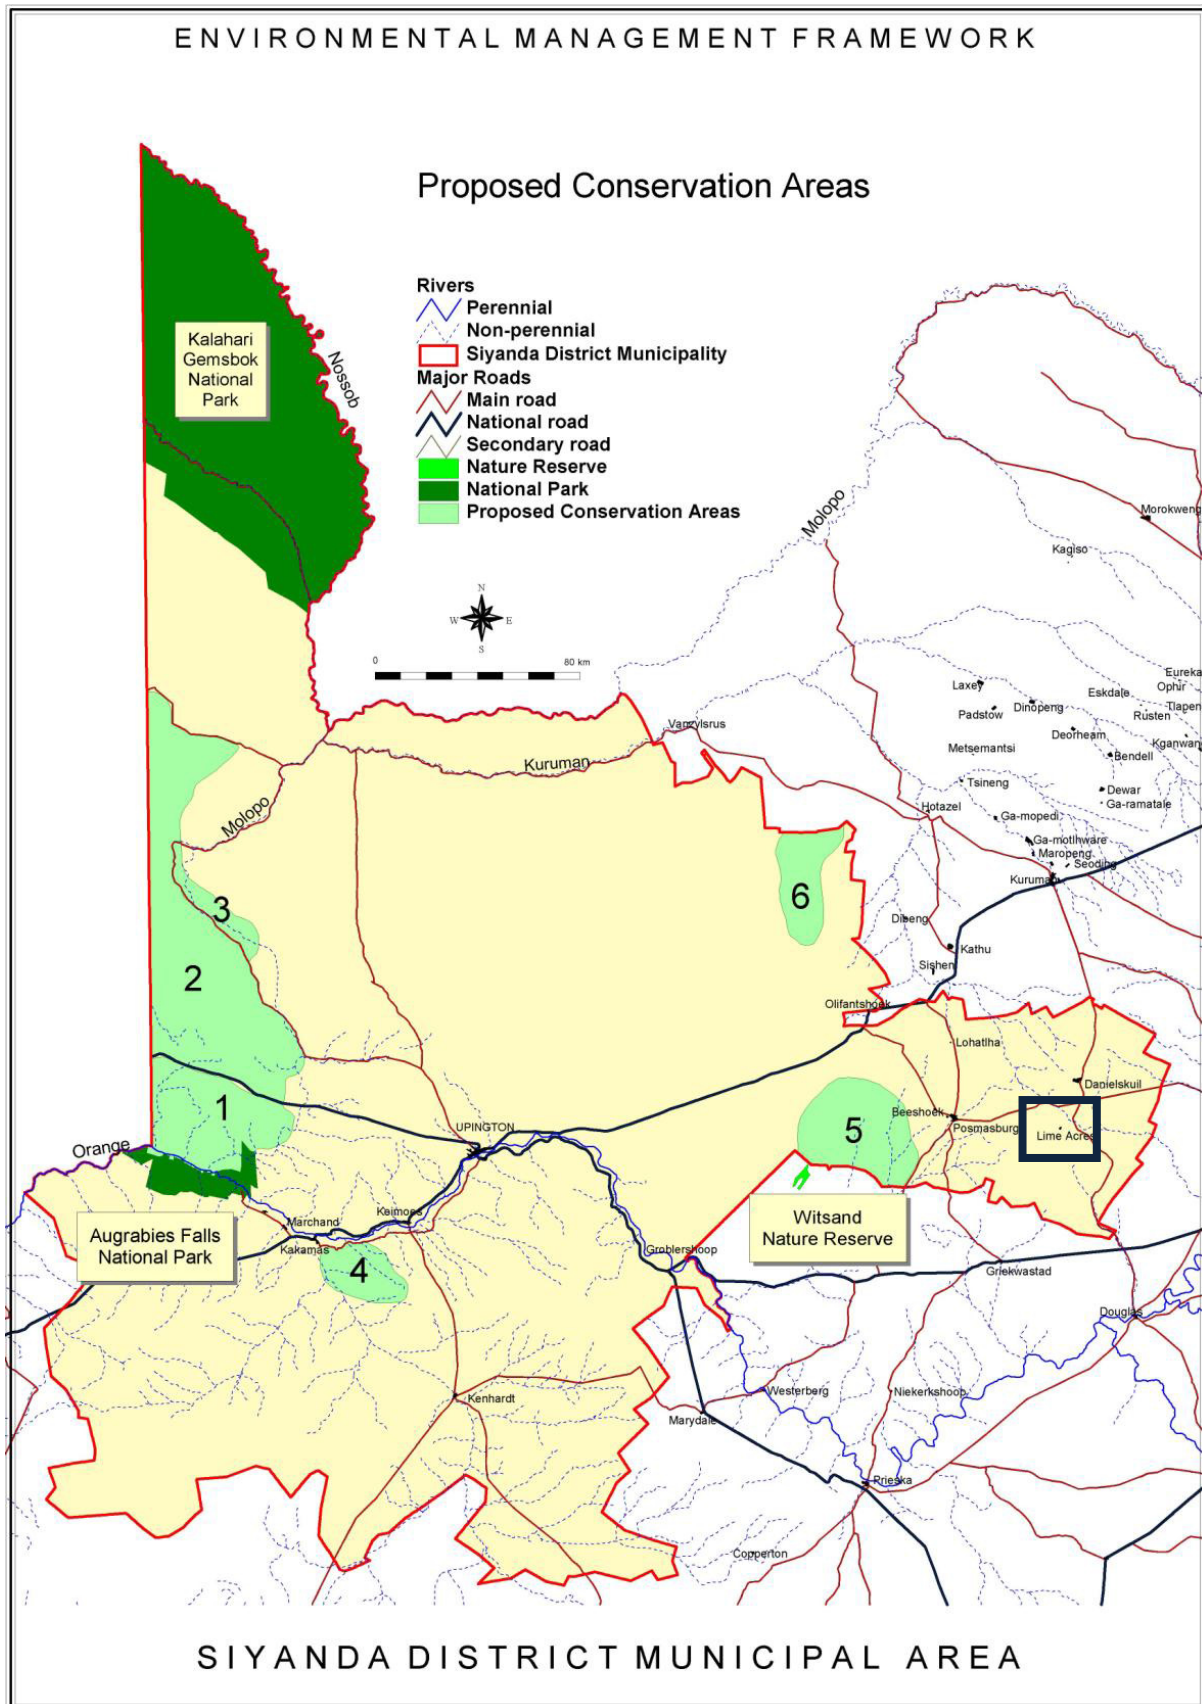 ENVIRONMENTAL MANAGEMENT FRAMEWORK
Proposed Conservation Areas
Rivers
Perennial
Non-perennial
Siyanda District Municipality
Major Roads
Main road
National road
Secondary road
Nature Reserve
National Park
Proposed Conservation Areas
Kalahari
Gemsbok
National
Park
Nossob
N
W E
S
0 80 km
Molopo
Morokweng
Kagiso
Eureka
Laxey
Eskdale
Ophir
Padstow
Dinopeng
Rusten
Tlapen
Deorheam
Kganwan
Metsemantsi
Bendell
Vanzylsrus
Kuruman
Tsineng
Dewar
Ga-ramatale
Hotazel
Ga-mopedi
Molopo
Ga-motlhware
Maropeng
Seoding
Kuruman
6
3
Dibeng
Kathu
2
Sishen
Olifantshoek
Lohatlha
Danielskuil
1
Beeshoek
5
UPINGTON
Posmasburg
Lime Acres
Orange
Augrabies Falls
National Park
Marchand
Keimoes
Kakamas
4
Witsand
Nature Reserve
Groblershoop
Griekwastad
Douglas
Kenhardt
Westerberg
Niekerkshoop
Marydale
Prieska
Copperton
SIYANDA DISTRICT MUNICIPAL AREA